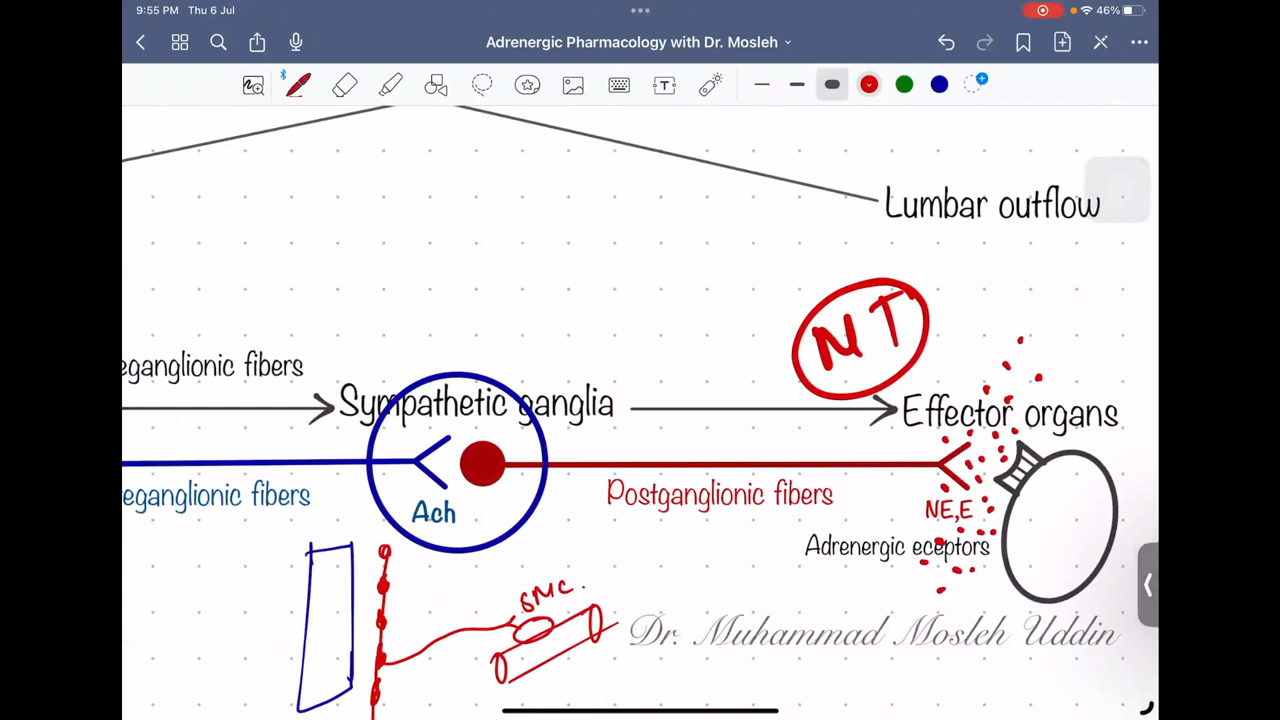 9:55 PM Thu 6 Jul
46%
Adrenergic Pharmacology with Dr. Mosleh
Lumbar outflow
NT
eganglionic fibers
Sympathetic ganglia
Effector organs
eganglionic fibers
Ach
Postganglionic fibers
NE,E
Adrenergic eceptors
SMC.
Dr. Muhammad Mosleh Uddin